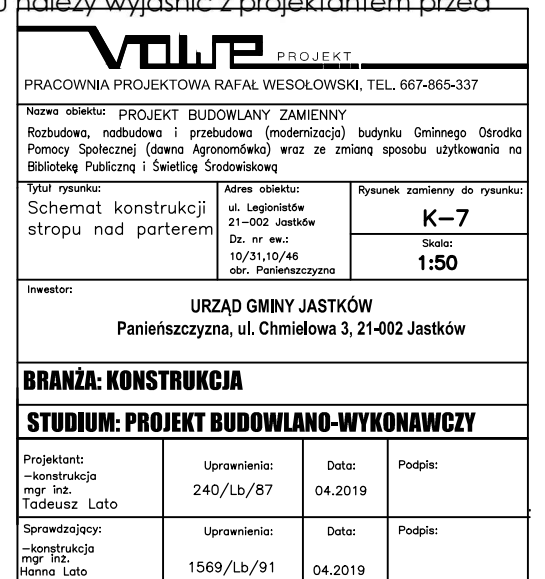 należy wyjaśnić z projektantem przed
VOWE PROJEKT
PRACOWNIA PROJEKTOWA RAFAŁ WESOŁOWSKI, TEL. 667-865-337
Nazwa obiektu: PROJEKT BUDOWLANY ZAMIENNY
Rozbudowa, nadbudowa i przebudowa (modernizacja) budynku Gminnego Ośrodka
Pomocy Społecznej (dawna Agronomówka) wraz ze zmianą sposobu użytkowania na
Bibliotekę Publiczną i Świetlicę Środowiskową
Tytuł rysunku:
Schemat konstrukcji
stropu nad parterem
Adres obiektu:
ul. Legionistów
21-002 Jastków
Dz. nr ew.:
10/31,10/46
obr. Panieńszczyzna
Rysunek zamienny do rysunku:
K-7
Skala:
1:50
Inwestor:
URZĄD GMINY JASTKÓW
Panieńszczyzna, ul. Chmielowa 3, 21-002 Jastków
BRANŻA: KONSTRUKCJA
STUDIUM: PROJEKT BUDOWLANO-WYKONAWCZY
Projektant:
-konstrukcja
mgr inż.
Tadeusz Lato
Uprawnienia:
240/Lb/87
Data:
04.2019
Podpis:
Sprawdzający:
-konstrukcja
mgr inż.
Hanna Lato
Uprawnienia:
1569/Lb/91
Data:
04.2019
Podpis: